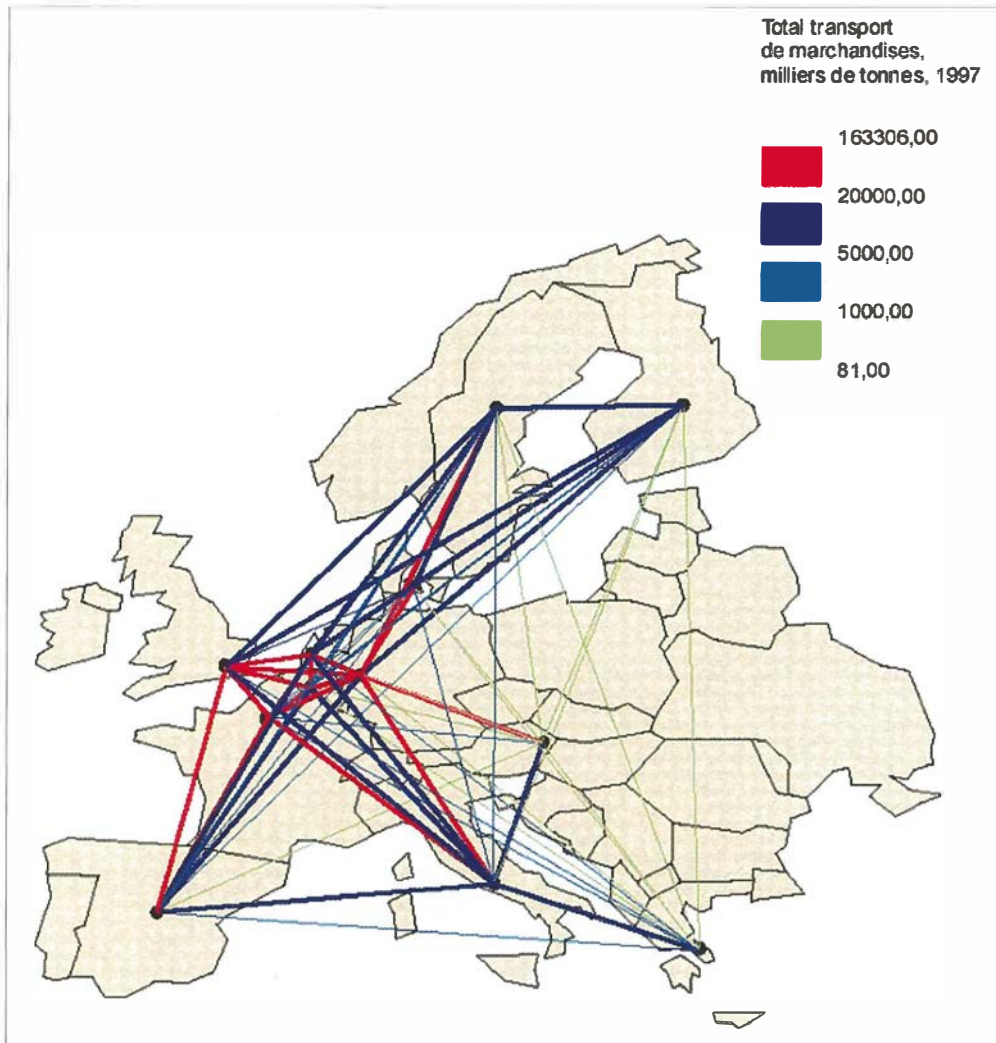 Total transport
de marchandises,
milliers de tonnes, 1997
163306,00
20000,00
5000,00
1000,00
81,00